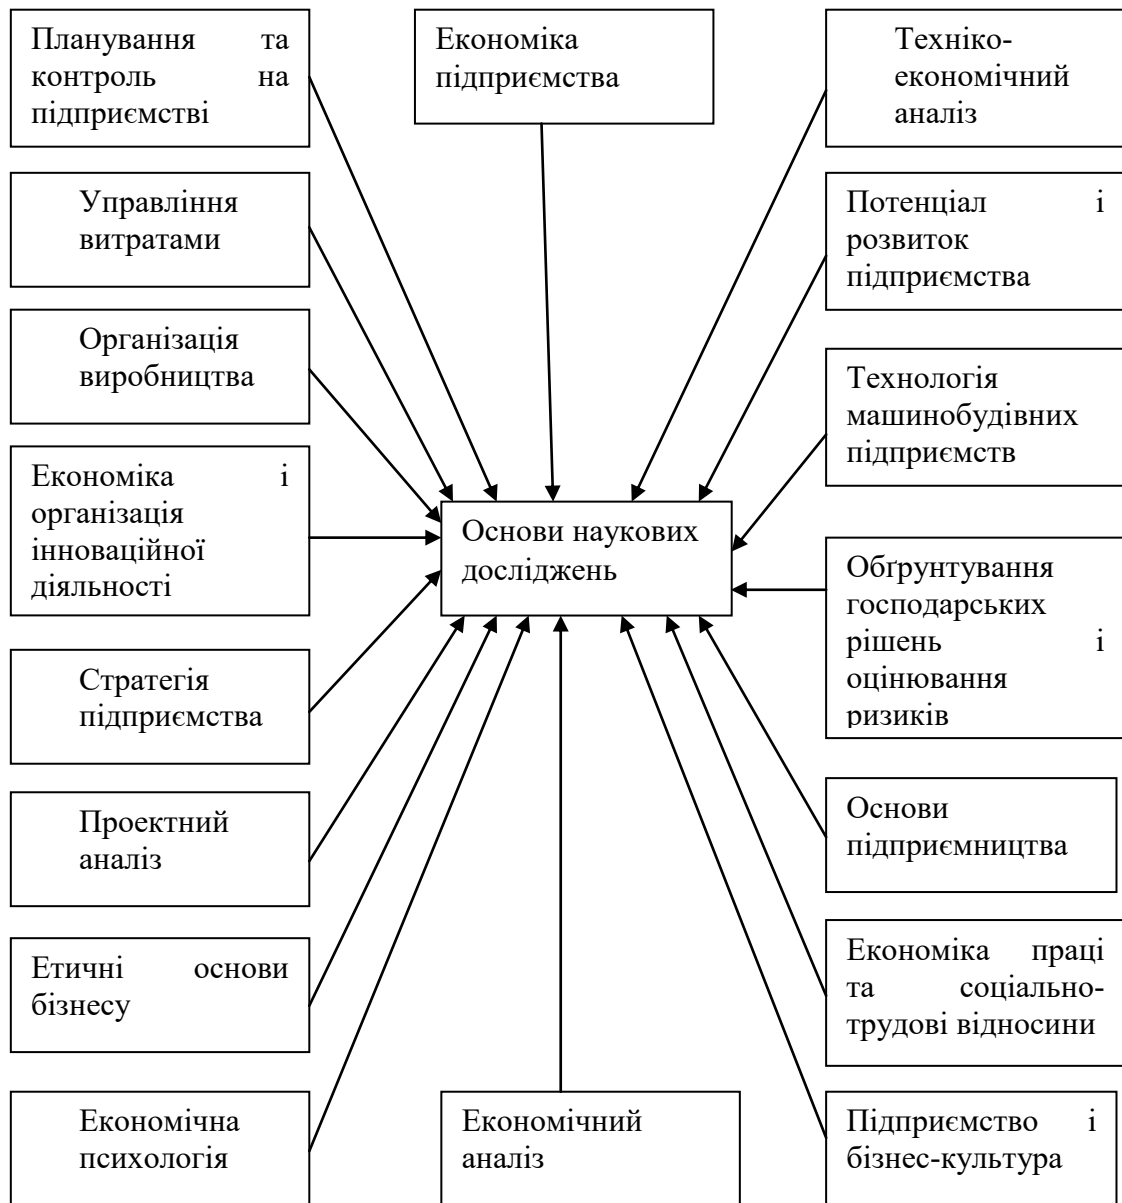 Планування та
контроль на
підприємстві
Економіка
підприємства
Техніко-
економічний
аналіз
Управління
витратами
Потенціал і
розвиток
підприємства
Організація
виробництва
Технологія
машинобудівних
підприємств
Економіка і
організація
інноваційної
діяльності
Основи наукових
досліджень
Обґрунтування
господарських
рішень і
оцінювання
ризиків
Стратегія
підприємства
Проектний
аналіз
Основи
підприємництва
Етичні основи
бізнесу
Економіка праці
та соціально-
трудові відносини
Економічна
психологія
Економічний
аналіз
Підприємство і
бізнес-культура